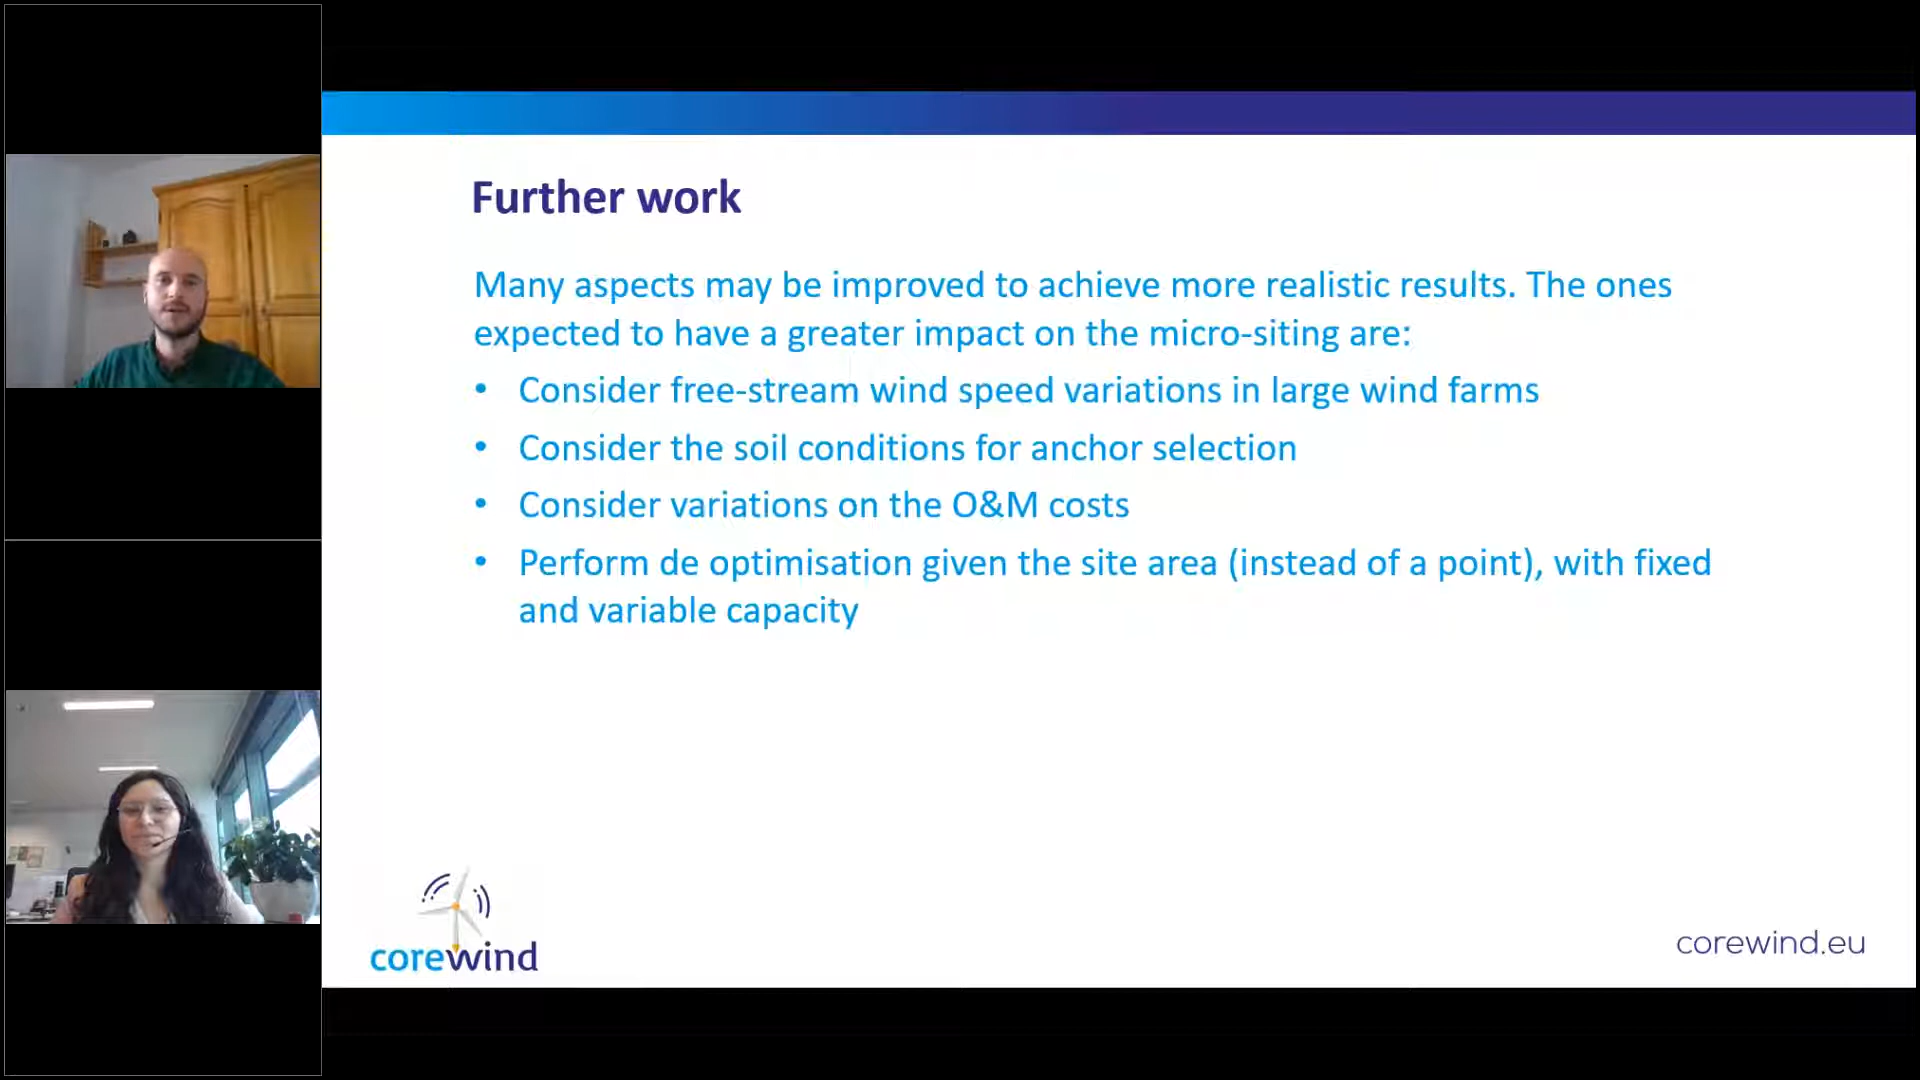 Further work
Many aspects may be improved to achieve more realistic results. The ones
expected to have a greater impact on the micro-siting are:
• Consider free-stream wind speed variations in large wind farms
• Consider the soil conditions for anchor selection
• Consider variations on the O&M costs
• Perform de optimisation given the site area (instead of a point), with fixed
and variable capacity
corewind
corewind.eu